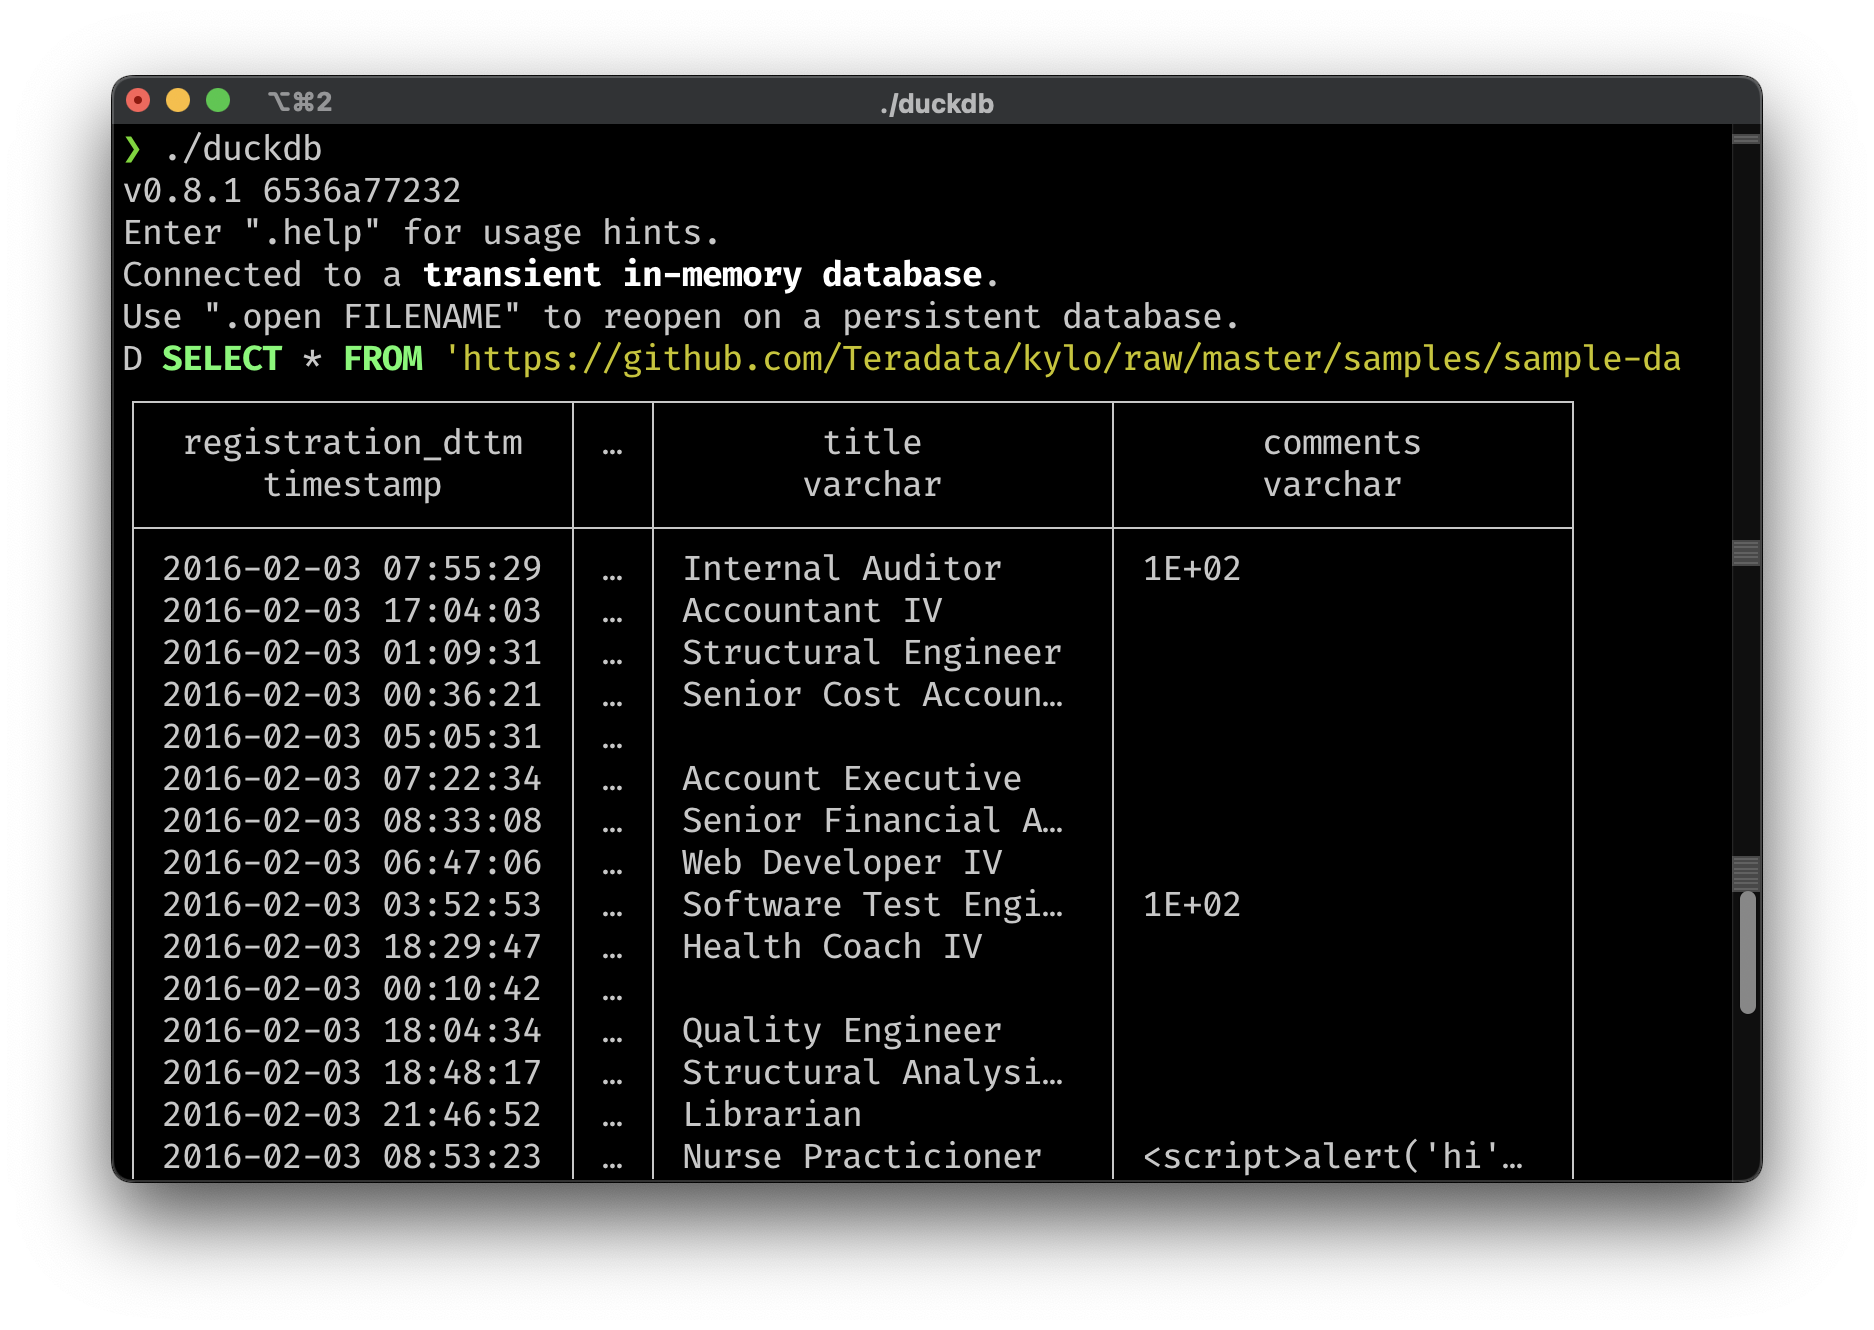 ⌥⌘2
./duckdb
❯ ./duckdb
v0.8.1 6536a77232
Enter ".help" for usage hints.
Connected to a transient in-memory database.
Use ".open FILENAME" to reopen on a persistent database.
D SELECT * FROM 'https://github.com/Teradata/kylo/raw/master/samples/sample-da
registration_dttm … title comments
timestamp varchar varchar
2016-02-03 07:55:29 … Internal Auditor 1E+02
2016-02-03 17:04:03 … Accountant IV
2016-02-03 01:09:31 … Structural Engineer
2016-02-03 00:36:21 … Senior Cost Accoun…
2016-02-03 05:05:31 …
2016-02-03 07:22:34 … Account Executive
2016-02-03 08:33:08 … Senior Financial A…
2016-02-03 06:47:06 … Web Developer IV
2016-02-03 03:52:53 … Software Test Engi… 1E+02
2016-02-03 18:29:47 … Health Coach IV
2016-02-03 00:10:42 …
2016-02-03 18:04:34 … Quality Engineer
2016-02-03 18:48:17 … Structural Analysi…
2016-02-03 21:46:52 … Librarian
2016-02-03 08:53:23 … Nurse Practicioner <script>alert('hi'…